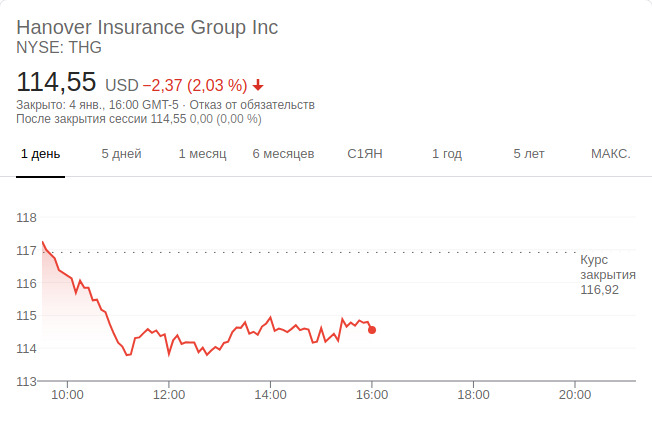 Hanover Insurance Group Inc
NYSE: THG
114,55 USD −2,37 (2,03 %)
Закрыто: 4 янв., 16:00 GMT-5 · Отказ от обязательств
После закрытия сессии 114,55 0,00 (0,00 %)
1 день 5 дней 1 месяц 6 месяцев С1ЯН 1 год 5 лет МАКС.
118
117
116
115
114
113
Курс
закрытия
116,92
10:00 12:00 14:00 16:00 18:00 20:00